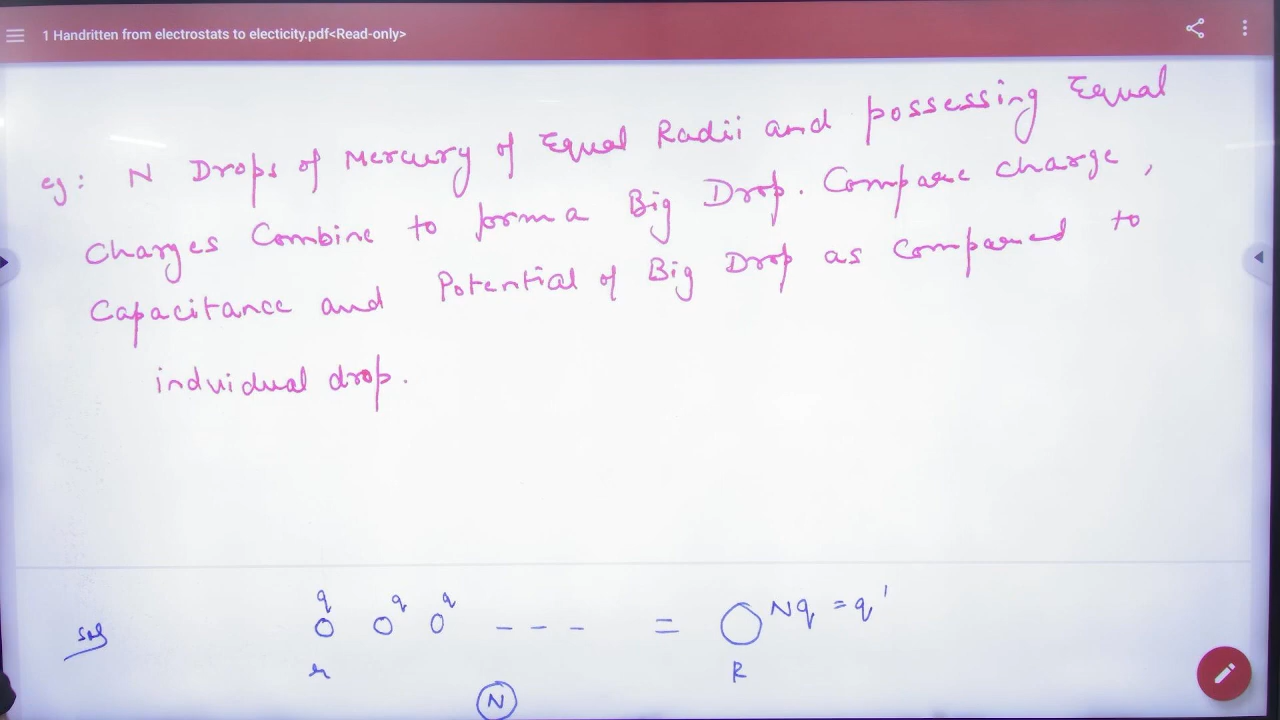 1 Handritten from electrostats to electicity.pdf<Read-only>
eg: N Drops of Mercury of Equal Radii and possessing Equal
Charges Combine to form a Big Drop. Compare charge,
Capacitance and Potential of Big Drop as compared to
indvidual drop.
Sol
q q q
--- = Nq = q'
r R
N